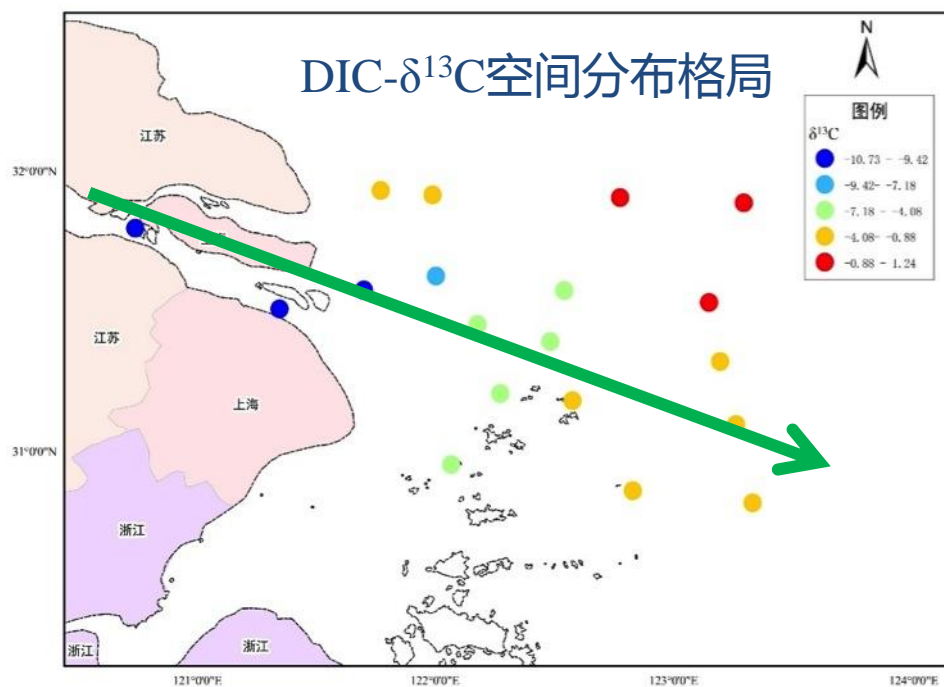 DIC-δ¹³C空间分布格局
N
图例
δ¹³C
-10.73 - -9.42
-9.42- -7.18
-7.18 - -4.08
-4.08- -0.88
-0.88 - 1.24
32°0'0"N
31°0'0"N
江苏
上
江苏
上海
浙江
浙江
浙江
121°0'0"E
122°0'0"E
123°0'0"E
124°0'0"E